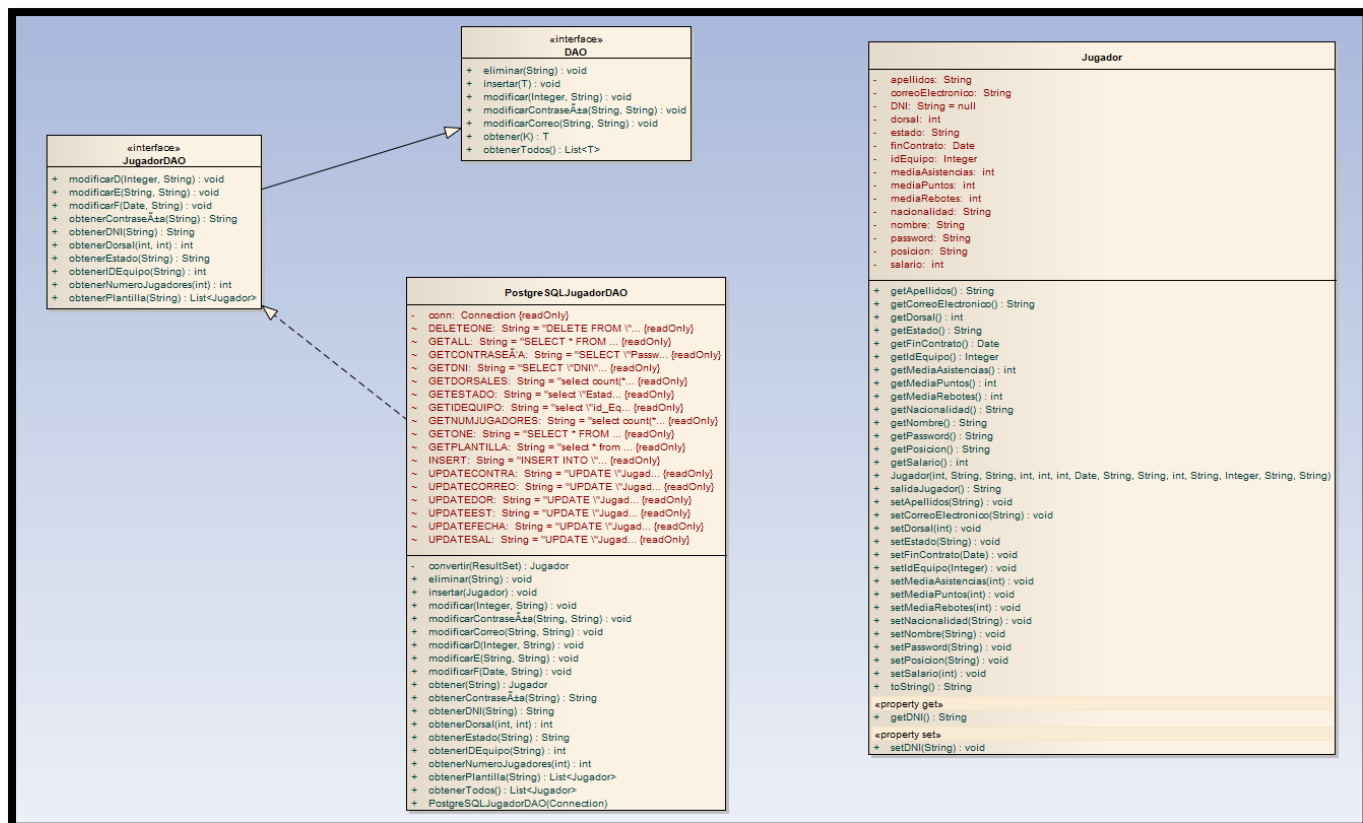 «interface»
DAO
+ eliminar(String) : void
+ insertar(T) : void
+ modificar(Integer, String) : void
+ modificarContraseÃ±a(String, String) : void
+ modificarCorreo(String, String) : void
+ obtener(K) : T
+ obtenerTodos() : List<T>
«interface»
JugadorDAO
+ modificarD(Integer, String) : void
+ modificarE(String, String) : void
+ modificarF(Date, String) : void
+ obtenerContraseÃ±a(String) : String
+ obtenerDNI(String) : String
+ obtenerDorsal(int, int) : int
+ obtenerEstado(String) : String
+ obtenerIDEquipo(String) : int
+ obtenerNumeroJugadores(int) : int
+ obtenerPlantilla(String) : List<Jugador>
PostgreSQLJugadorDAO
- conn: Connection {readOnly}
~ DELETEONE: String = "DELETE FROM \"... {readOnly}
~ GETALL: String = "SELECT * FROM ... {readOnly}
~ GETCONTRASEÃ‘A: String = "SELECT \"Passw... {readOnly}
~ GETDNI: String = "SELECT \"DNI\"... {readOnly}
~ GETDORSALES: String = "select count(*... {readOnly}
~ GETESTADO: String = "select \"Estad... {readOnly}
~ GETIDEQUIPO: String = "select \"id_Eq... {readOnly}
~ GETNUMJUGADORES: String = "select count(*... {readOnly}
~ GETONE: String = "SELECT * FROM ... {readOnly}
~ GETPLANTILLA: String = "select * from ... {readOnly}
~ INSERT: String = "INSERT INTO \"... {readOnly}
~ UPDATECONTRA: String = "UPDATE \"Jugad... {readOnly}
~ UPDATECORREO: String = "UPDATE \"Jugad... {readOnly}
~ UPDATEDOR: String = "UPDATE \"Jugad... {readOnly}
~ UPDATEEST: String = "UPDATE \"Jugad... {readOnly}
~ UPDATEFECHA: String = "UPDATE \"Jugad... {readOnly}
~ UPDATESAL: String = "UPDATE \"Jugad... {readOnly}
- convertir(ResultSet) : Jugador
+ eliminar(String) : void
+ insertar(Jugador) : void
+ modificar(Integer, String) : void
+ modificarContraseÃ±a(String, String) : void
+ modificarCorreo(String, String) : void
+ modificarD(Integer, String) : void
+ modificarE(String, String) : void
+ modificarF(Date, String) : void
+ obtener(String) : Jugador
+ obtenerContraseÃ±a(String) : String
+ obtenerDNI(String) : String
+ obtenerDorsal(int, int) : int
+ obtenerEstado(String) : String
+ obtenerIDEquipo(String) : int
+ obtenerNumeroJugadores(int) : int
+ obtenerPlantilla(String) : List<Jugador>
+ obtenerTodos() : List<Jugador>
+ PostgreSQLJugadorDAO(Connection)
Jugador
- apellidos: String
- correoElectronico: String
- DNI: String = null
- dorsal: int
- estado: String
- finContrato: Date
- idEquipo: Integer
- mediaAsistencias: int
- mediaPuntos: int
- mediaRebotes: int
- nacionalidad: String
- nombre: String
- password: String
- posicion: String
- salario: int
+ getApellidos() : String
+ getCorreoElectronico() : String
+ getDorsal() : int
+ getEstado() : String
+ getFinContrato() : Date
+ getIdEquipo() : Integer
+ getMediaAsistencias() : int
+ getMediaPuntos() : int
+ getMediaRebotes() : int
+ getNacionalidad() : String
+ getNombre() : String
+ getPassword() : String
+ getPosicion() : String
+ getSalario() : int
+ Jugador(int, String, String, int, int, int, Date, String, String, int, String, Integer, String, String)
+ salidaJugador() : String
+ setApellidos(String) : void
+ setCorreoElectronico(String) : void
+ setDorsal(int) : void
+ setEstado(String) : void
+ setFinContrato(Date) : void
+ setIdEquipo(Integer) : void
+ setMediaAsistencias(int) : void
+ setMediaPuntos(int) : void
+ setMediaRebotes(int) : void
+ setNacionalidad(String) : void
+ setNombre(String) : void
+ setPassword(String) : void
+ setPosicion(String) : void
+ setSalario(int) : void
+ toString() : String
«property get»
+ getDNI() : String
«property set»
+ setDNI(String) : void